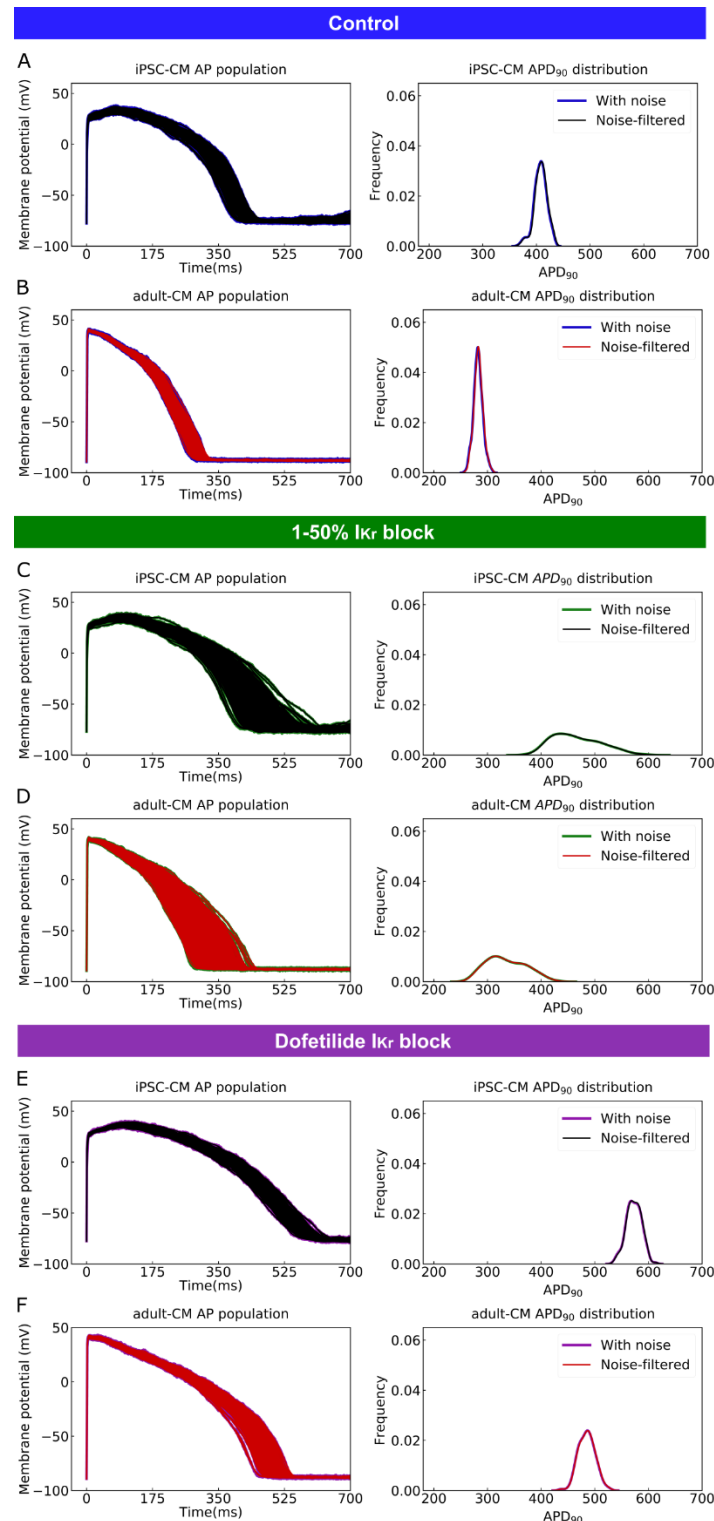 Control
A
iPSC-CM AP population
iPSC-CM APD90 distribution
Membrane potential (mV)
50
0
−50
−100
0 175 350 525 700
Time(ms)
Frequency
0.06
0.04
0.02
0.00
With noise
Noise-filtered
200 300 400 500 600 700
APD90
B
adult-CM AP population
adult-CM APD90 distribution
Membrane potential (mV)
50
0
−50
−100
0 175 350 525 700
Time(ms)
Frequency
0.06
0.04
0.02
0.00
With noise
Noise-filtered
200 300 400 500 600 700
APD90
1-50% IKr block
C
iPSC-CM AP population
iPSC-CM APD90 distribution
Membrane potential (mV)
50
0
−50
−100
0 175 350 525 700
Time(ms)
Frequency
0.06
0.04
0.02
0.00
With noise
Noise-filtered
200 300 400 500 600 700
APD90
D
adult-CM AP population
adult-CM APD90 distribution
Membrane potential (mV)
50
0
−50
−100
0 175 350 525 700
Time(ms)
Frequency
0.06
0.04
0.02
0.00
With noise
Noise-filtered
200 300 400 500 600 700
APD90
Dofetilide IKr block
E
iPSC-CM AP population
iPSC-CM APD90 distribution
Membrane potential (mV)
50
0
−50
−100
0 175 350 525 700
Time(ms)
Frequency
0.06
0.04
0.02
0.00
With noise
Noise-filtered
200 300 400 500 600 700
APD90
F
adult-CM AP population
adult-CM APD90 distribution
Membrane potential (mV)
50
0
−50
−100
0 175 350 525 700
Time(ms)
Frequency
0.06
0.04
0.02
0.00
With noise
Noise-filtered
200 300 400 500 600 700
APD90